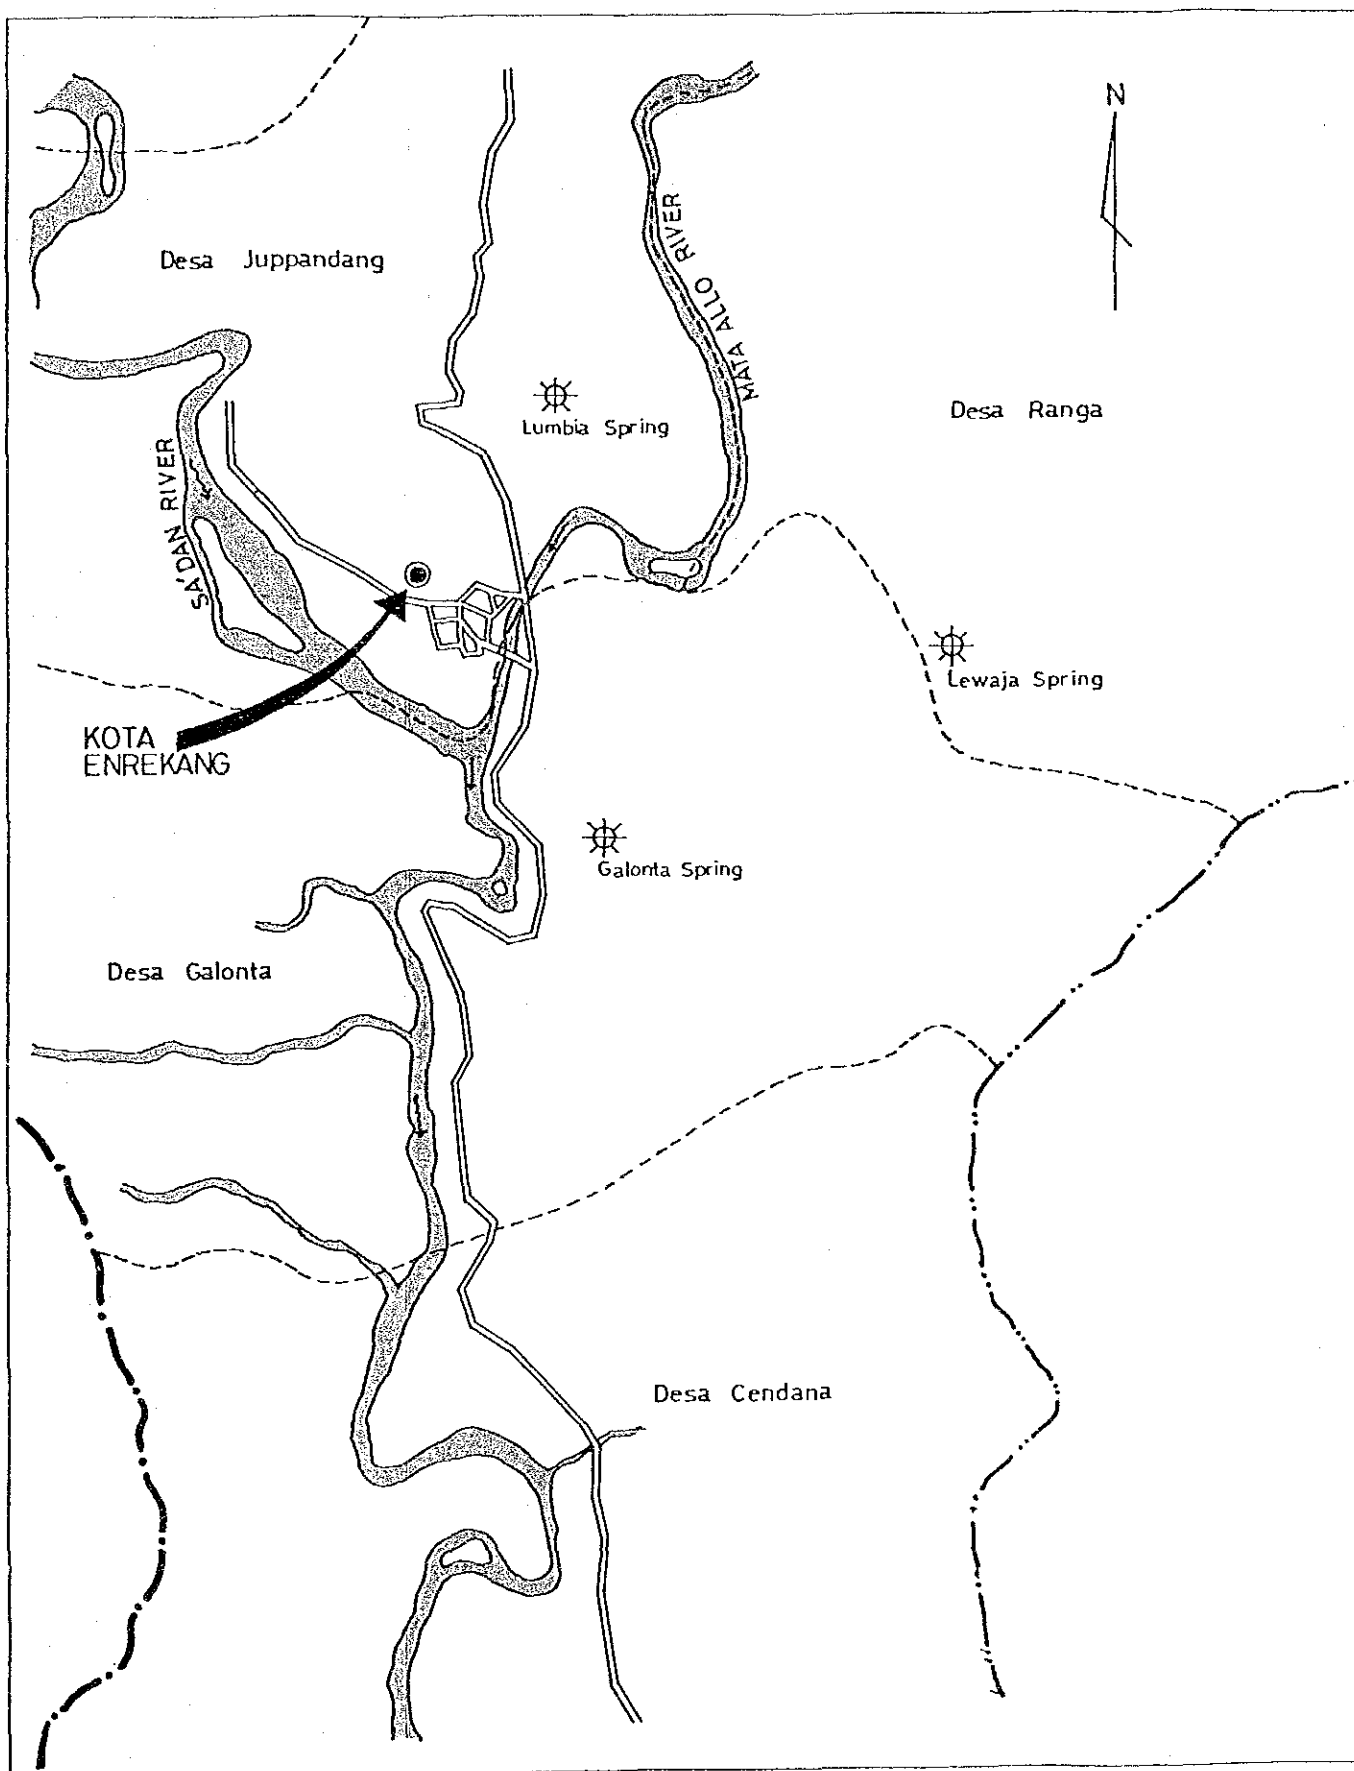 N
Desa Juppandang
MATA ALLO RIVER
Desa Ranga
Lumbia Spring
SA'DAN RIVER
Lewaja Spring
KOTA
ENREKANG
Galonta Spring
Desa Galonta
Desa Cendana